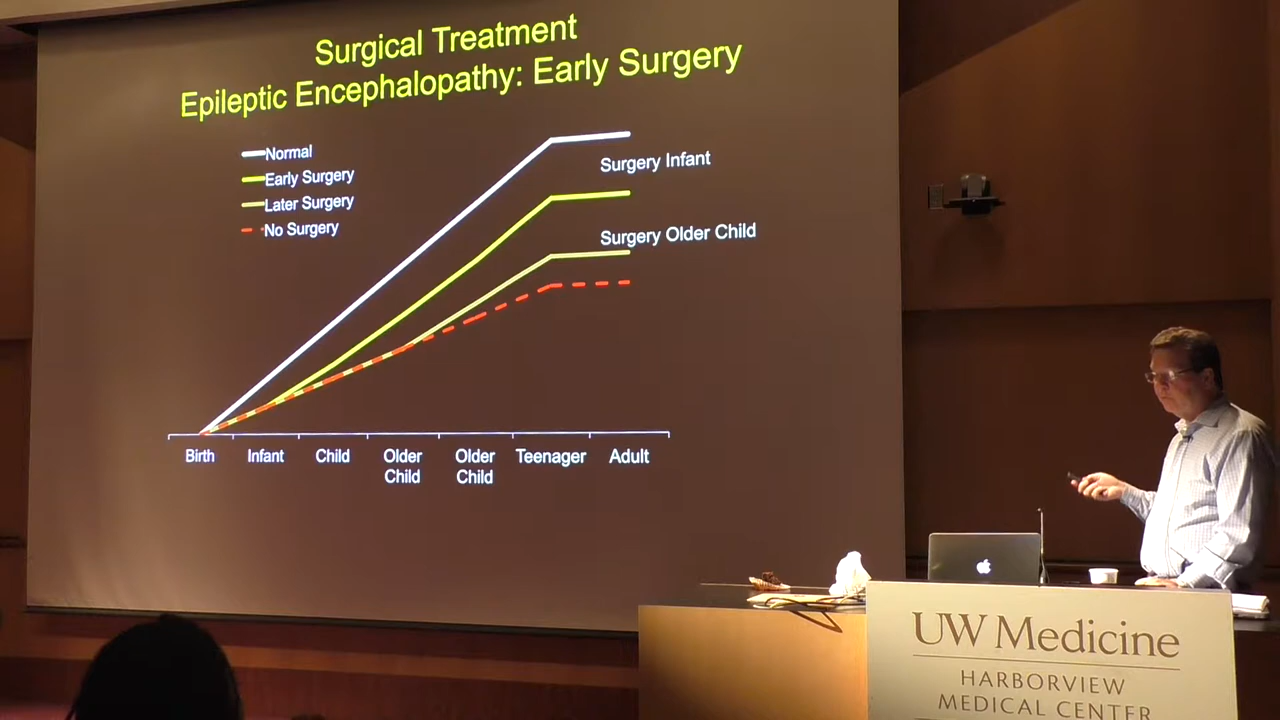 Surgical Treatment
Epileptic Encephalopathy: Early Surgery
Normal
Early Surgery
Later Surgery
No Surgery
Surgery Infant
Surgery Older Child
Birth
Infant
Child
Older
Child
Older
Child
Teenager
Adult
UW Medicine
HARBORVIEW
MEDICAL CENTER